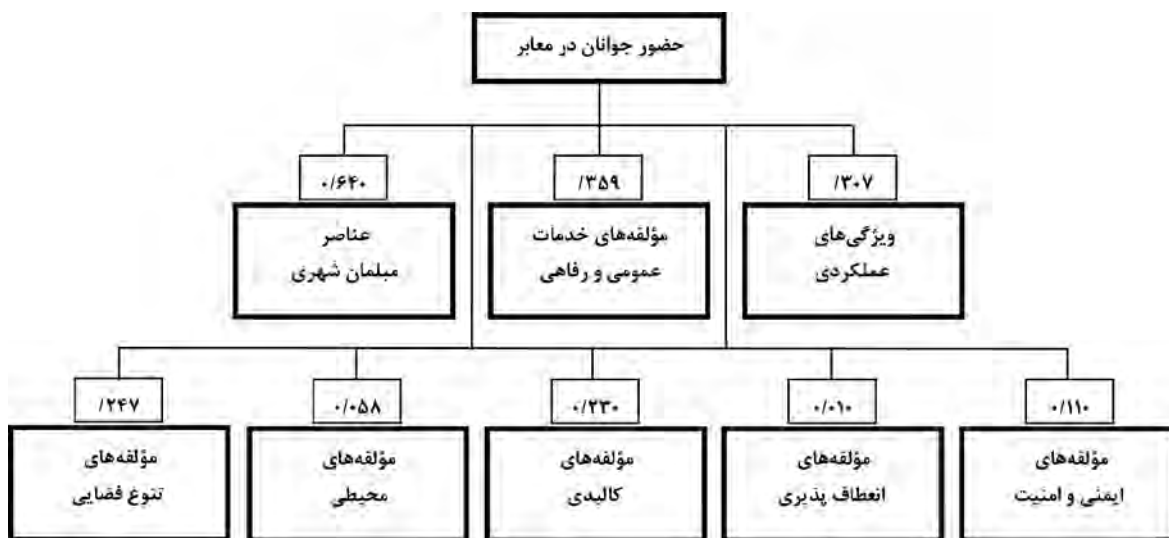 حضور جوانان در معابر
/۳۰۷
ویژگی‌های
عملکردی
/۳۵۹
مؤلفه‌های خدمات
عمومی و رفاهی
۰/۶۴۰
عناصر
مبلمان شهری
۰/۱۱۰
مؤلفه‌های
ایمنی و امنیت
۰/۰۱۰
مؤلفه‌های
انعطاف پذیری
۰/۲۳۰
مؤلفه‌های
کالیدی
۰/۰۵۸
مؤلفه‌های
محیطی
/۲۴۷
مؤلفه‌های
تنوع فضایی